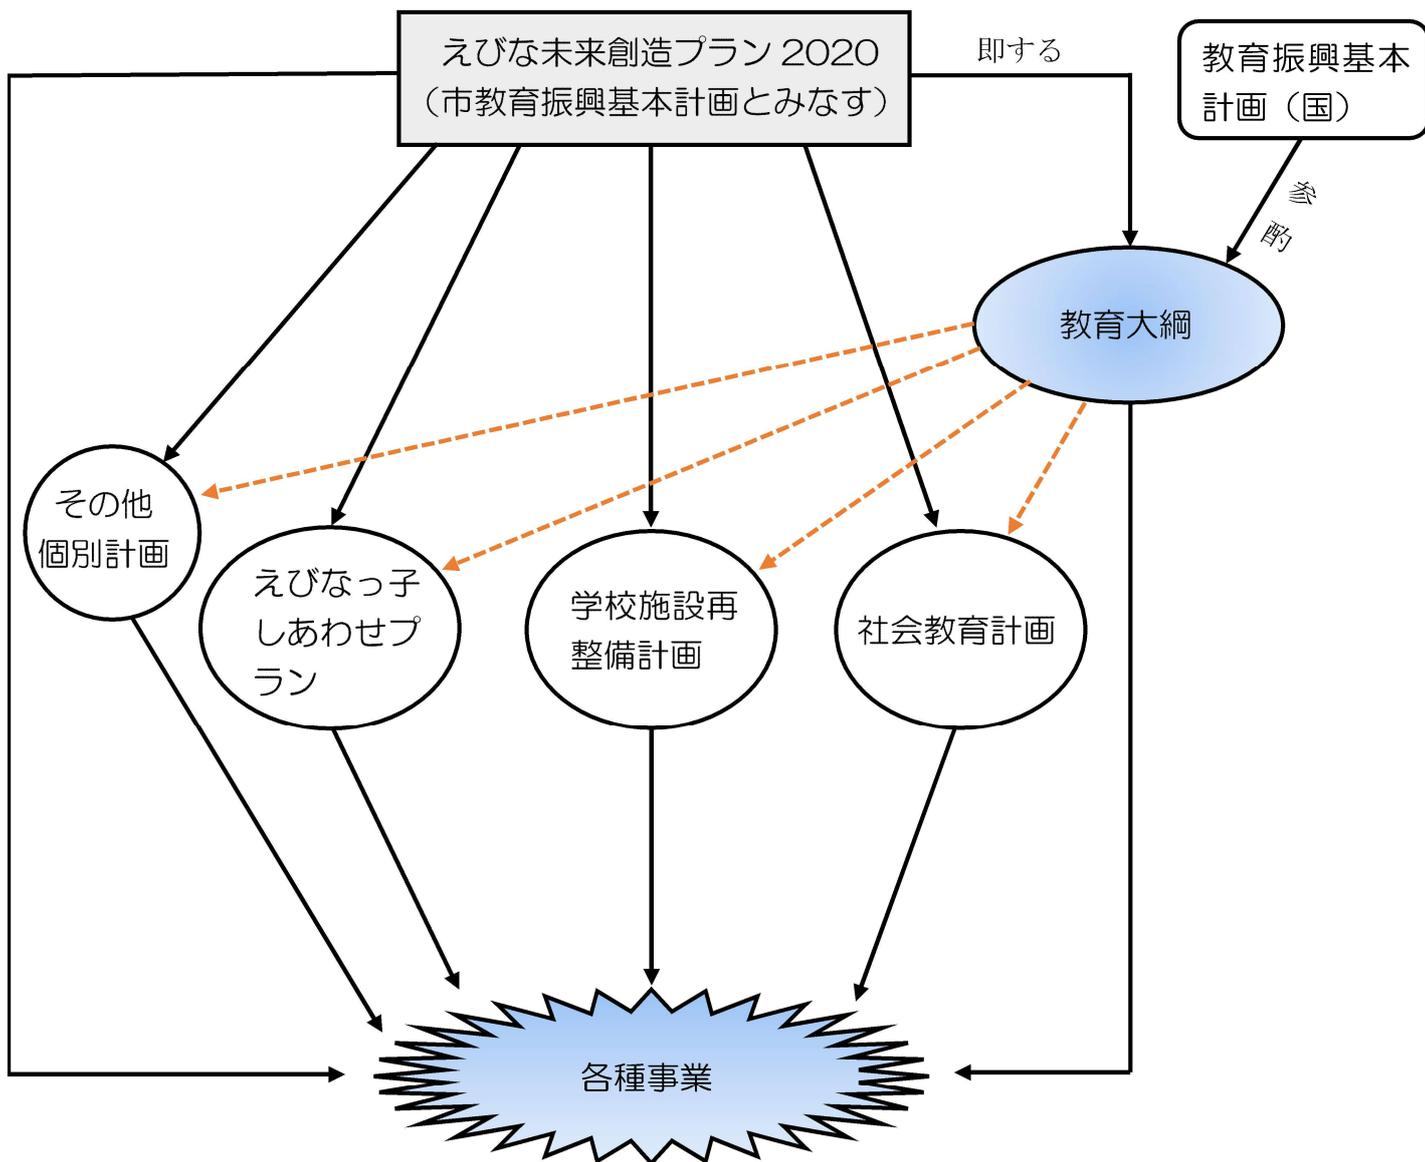 えびな未来創造プラン 2020
（市教育振興基本計画とみなす）
即する
教育振興基本
計画（国）
参酌
教育大綱
その他
個別計画
えびなっ子
しあわせプ
ラン
学校施設再
整備計画
社会教育計画
各種事業